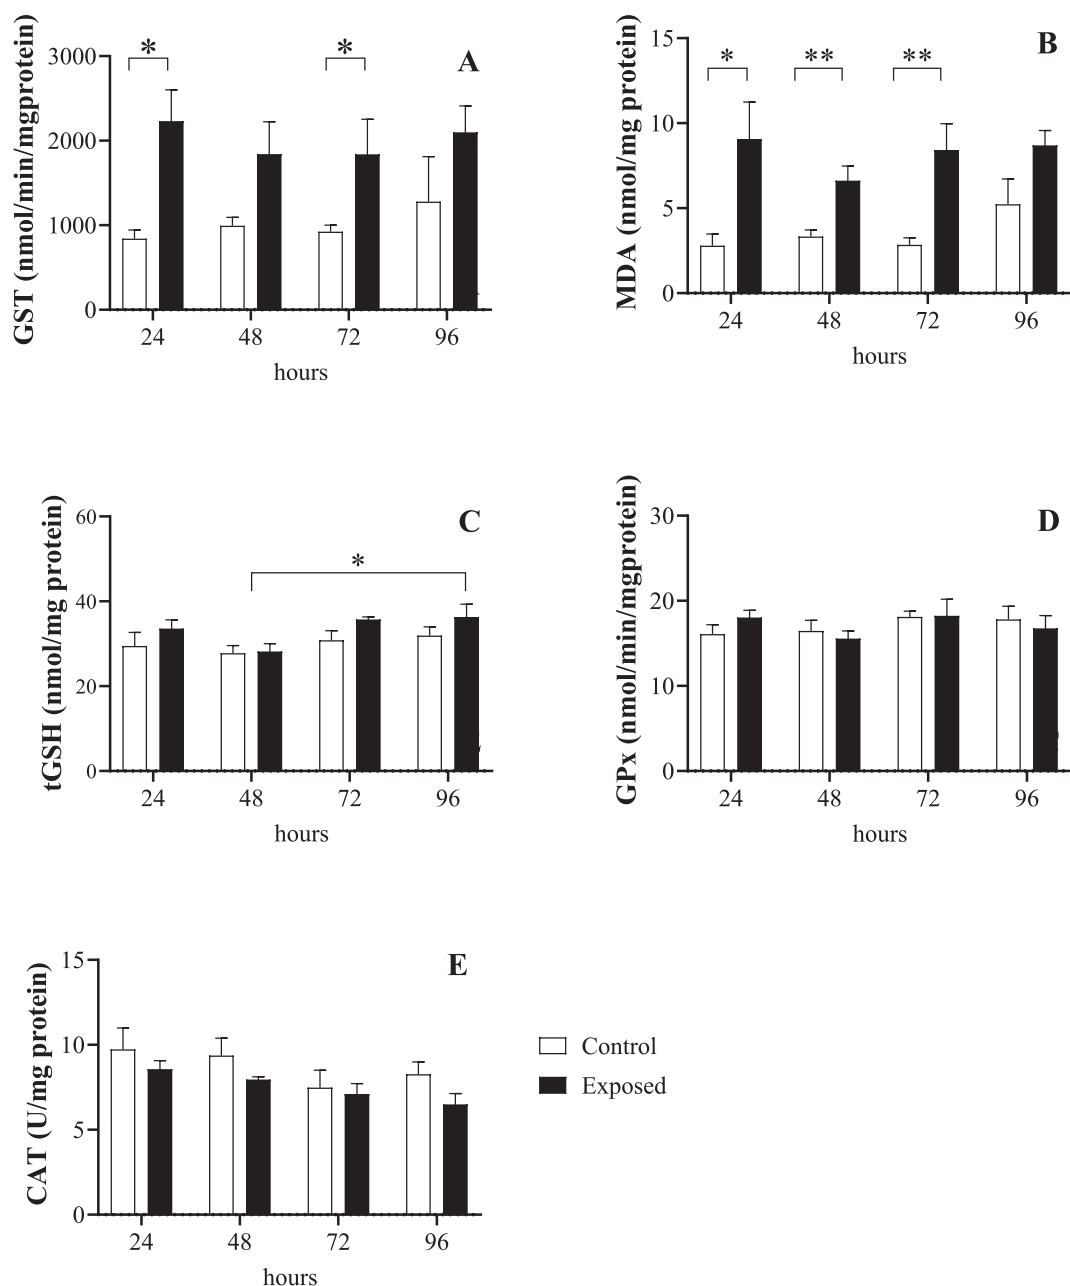 A
GST (nmol/min/mgprotein)
3000
2000
1000
0
*
*
24 48 72 96
hours
B
MDA (nmol/mg protein)
15
10
5
0
*
**
**
24 48 72 96
hours
C
tGSH (nmol/mg protein)
60
40
20
0
*
24 48 72 96
hours
D
GPx (nmol/min/mgprotein)
30
20
10
0
24 48 72 96
hours
E
CAT (U/mg protein)
15
10
5
0
24 48 72 96
hours
Control
Exposed